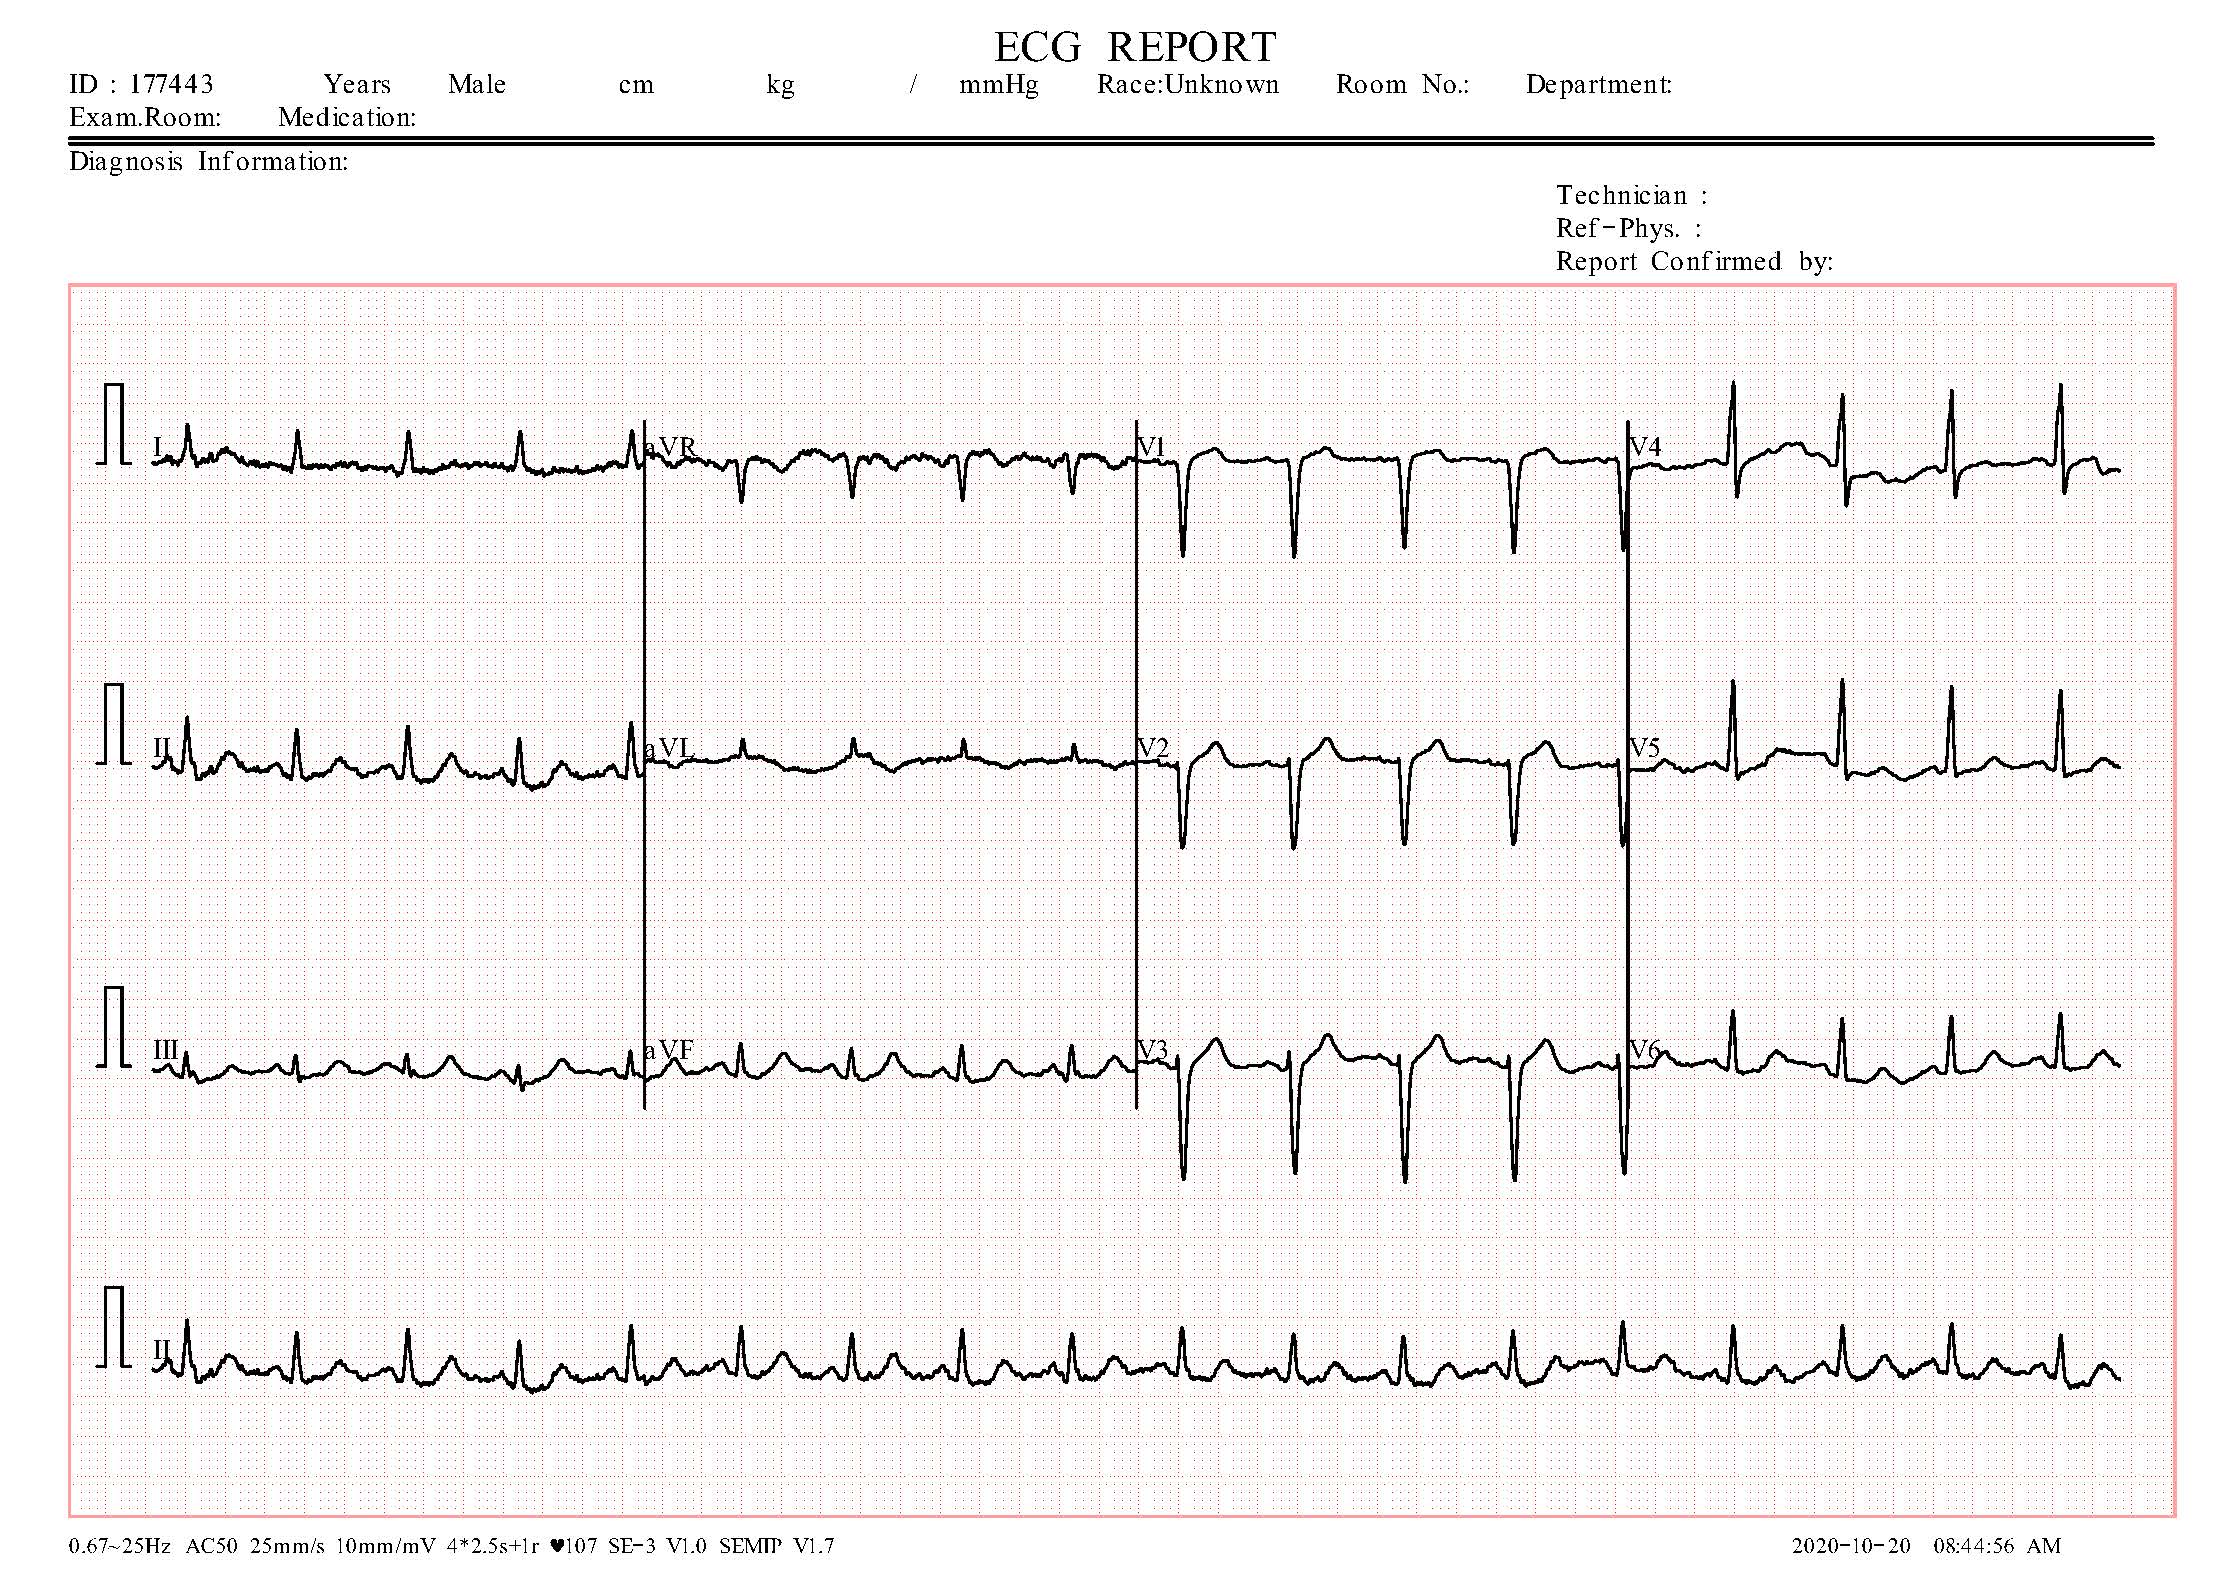 ECG REPORT
ID : 177443 Years Male cm kg / mmHg Race:Unknown Room No.: Department:
Exam.Room: Medication:
Diagnosis Information:
Technician :
Ref-Phys. :
Report Confirmed by:
I aVR V1 V4
II aVL V2 V5
III aVF V3 V6
II
0.67~25Hz AC50 25mm/s 10mm/mV 4*2.5s+1r ♥107 SE-3 V1.0 SEMIP V1.7 2020-10-20 08:44:56 AM